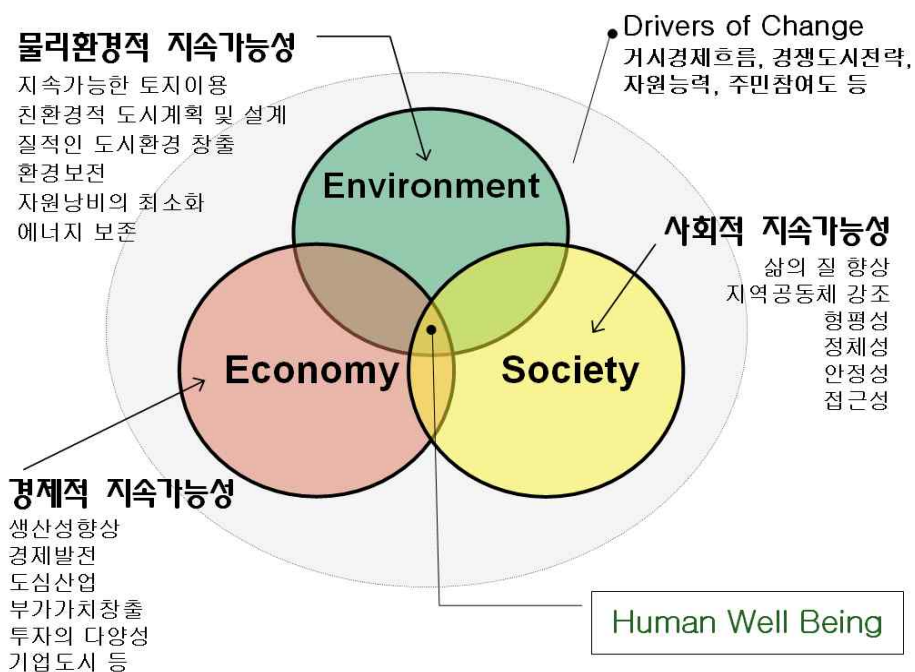 물리환경적 지속가능성
지속가능한 토지이용
친환경적 도시계획 및 설계
질적인 도시환경 창출
환경보전
자원낭비의 최소화
에너지 보존
Drivers of Change
거시경제흐름, 경쟁도시전략,
자원능력, 주민참여도 등
Environment
사회적 지속가능성
삶의 질 향상
지역공동체 강조
형평성
정체성
안정성
접근성
Economy
Society
경제적 지속가능성
생산성향상
경제발전
도심산업
부가가치창출
투자의 다양성
기업도시 등
Human Well Being